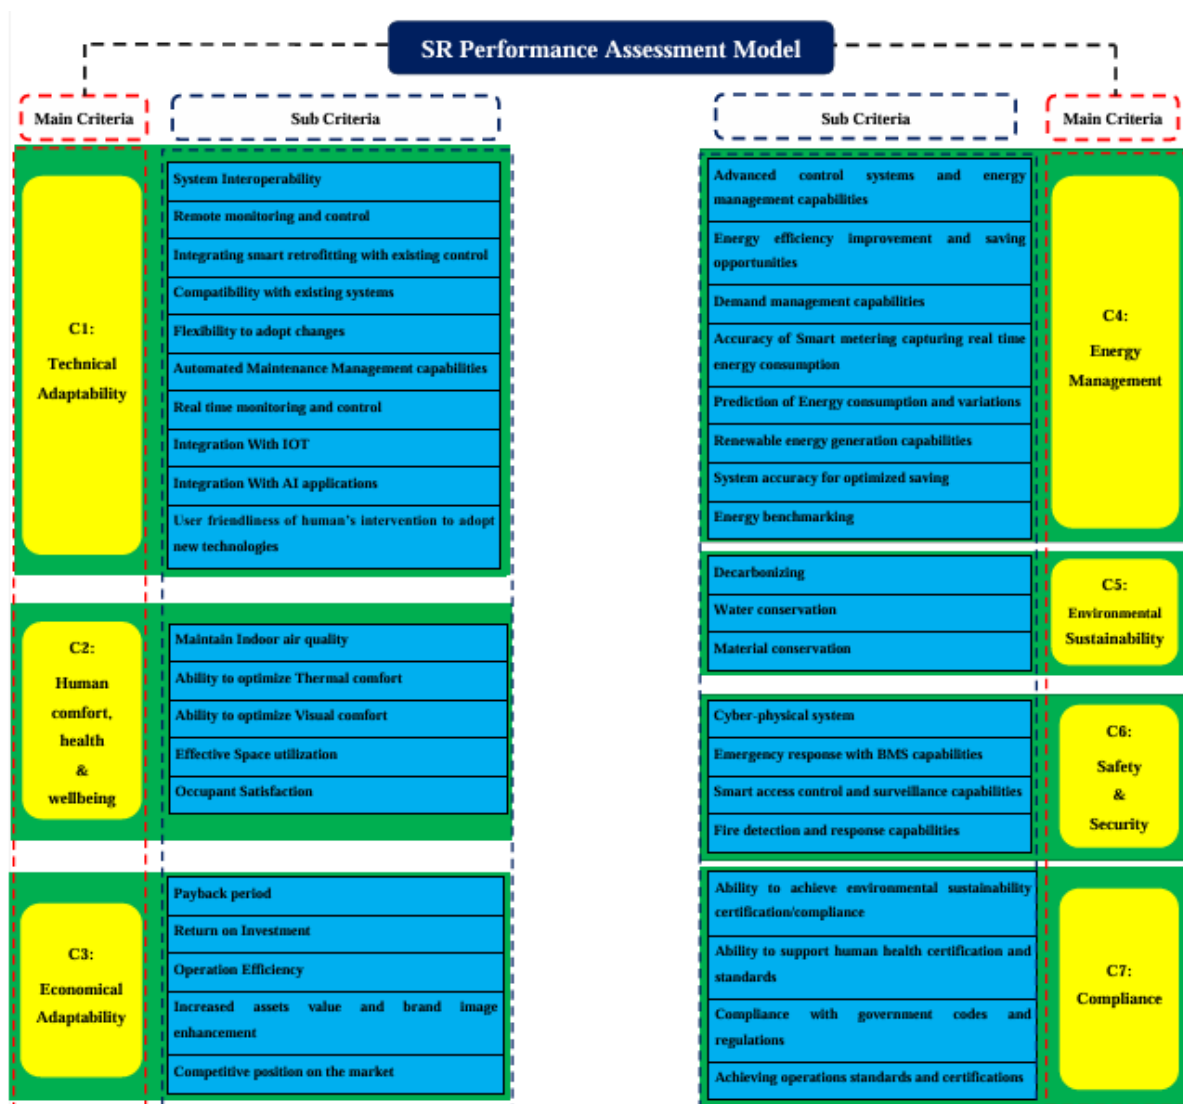 SR Performance Assessment Model
Main Criteria
Sub Criteria
C1:
Technical
Adaptability
System Interoperability
Remote monitoring and control
Integrating smart retrofitting with existing control
Compatibility with existing systems
Flexibility to adopt changes
Automated Maintenance Management capabilities
Real time monitoring and control
Integration With IOT
Integration With AI applications
User friendliness of human's intervention to adopt
new technologies
C2:
Human
comfort,
health
&
wellbeing
Maintain Indoor air quality
Ability to optimize Thermal comfort
Ability to optimize Visual comfort
Effective Space utilization
Occupant Satisfaction
C3:
Economical
Adaptability
Payback period
Return on Investment
Operation Efficiency
Increased assets value and brand image
enhancement
Competitive position on the market
Sub Criteria
Main Criteria
Advanced control systems and energy
management capabilities
Energy efficiency improvement and saving
opportunities
Demand management capabilities
Accuracy of Smart metering capturing real time
energy consumption
Prediction of Energy consumption and variations
Renewable energy generation capabilities
System accuracy for optimized saving
Energy benchmarking
C4:
Energy
Management
Decarbonizing
Water conservation
Material conservation
C5:
Environmental
Sustainability
Cyber-physical system
Emergency response with BMS capabilities
Smart access control and surveillance capabilities
Fire detection and response capabilities
C6:
Safety
&
Security
Ability to achieve environmental sustainability
certification/compliance
Ability to support human health certification and
standards
Compliance with government codes and
regulations
Achieving operations standards and certifications
C7:
Compliance